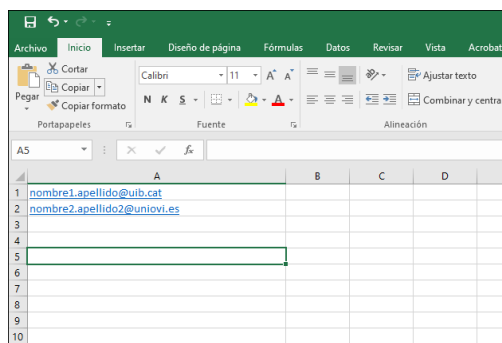 Archivo Inicio Insertar Diseño de página Fórmulas Datos Revisar Vista Acrobat
Pegar
Cortar
Copiar
Copiar formato
Portapapeles
Calibri 11 A A
N K S A
Fuente
Ajustar texto
Combinar y centra
Alineación
A5 fx
A B C D
1 nombre1.apellido@uib.cat
2 nombre2.apellido2@uniovi.es
3
4
5
6
7
8
9
10